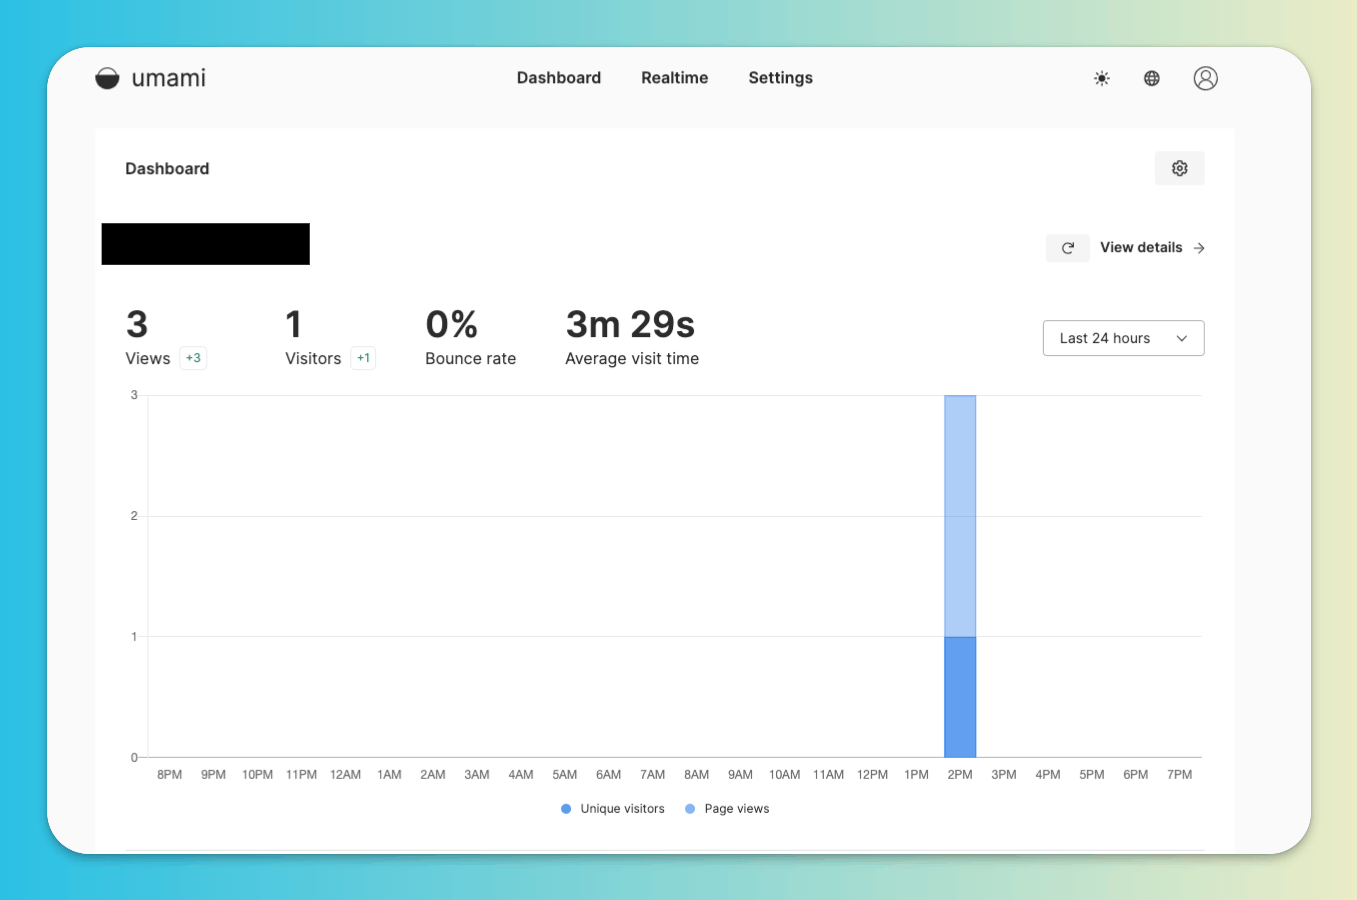 umami
Dashboard Realtime Settings
Dashboard
View details
3 1 0% 3m 29s
Views +3 Visitors +1 Bounce rate Average visit time
Last 24 hours
3
2
1
0
8PM 9PM 10PM 11PM 12AM 1AM 2AM 3AM 4AM 5AM 6AM 7AM 8AM 9AM 10AM 11AM 12PM 1PM 2PM 3PM 4PM 5PM 6PM 7PM
Unique visitors Page views